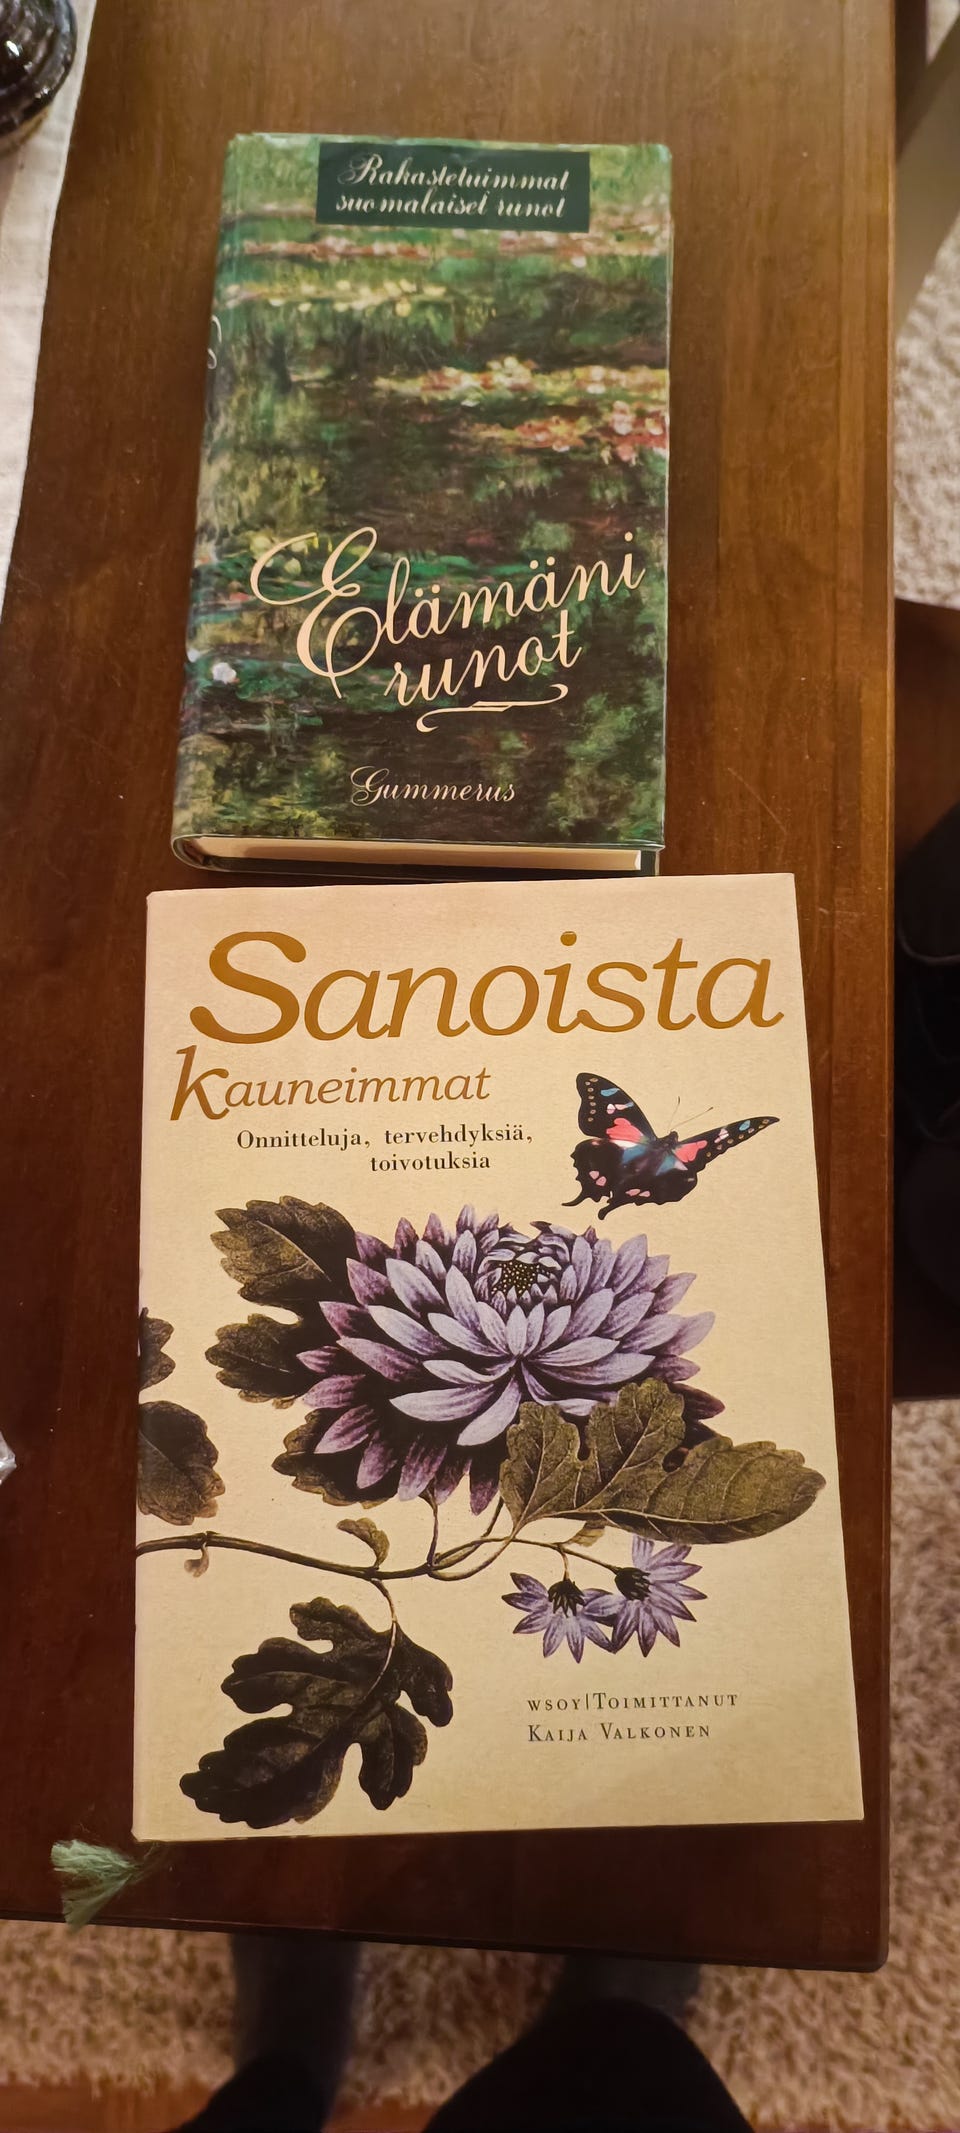 Rakastetuimmat
suomalaiset runot
Elämäni
runot
Gummerus
Sanoista
kauneimmat
Onnitteluja, tervehdyksiä,
toivotuksia
WSOY|TOIMITTANUT
KAIJA VALKONEN